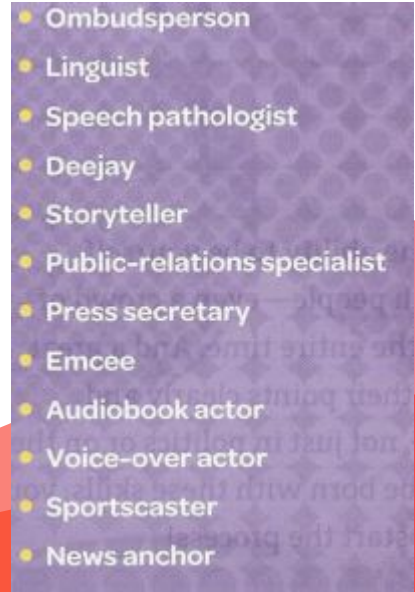 Ombudsperson
Linguist
Speech pathologist
Deejay
Storyteller
Public-relations specialist
Press secretary
Emcee
Audiobook actor
Voice-over actor
Sportscaster
News anchor